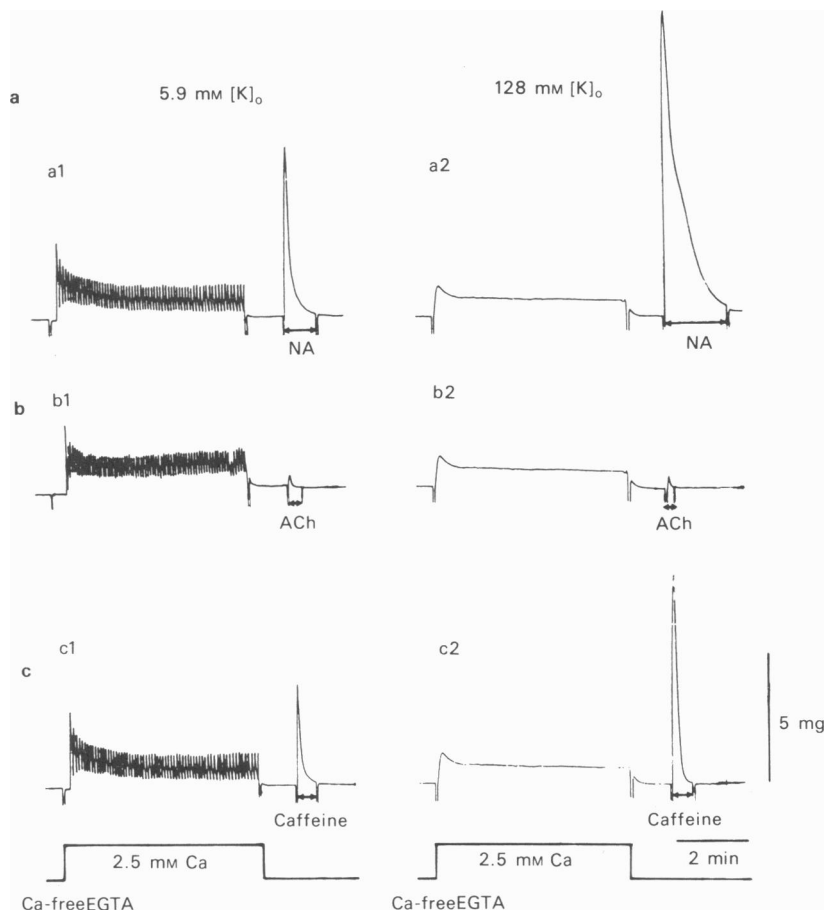 5.9 mM [K]o
128 mM [K]o
a
a1
a2
NA
NA
b
b1
b2
ACh
ACh
c
c1
c2
5 mg
Caffeine
Caffeine
2.5 mM Ca
2.5 mM Ca
2 min
Ca-freeEGTA
Ca-freeEGTA